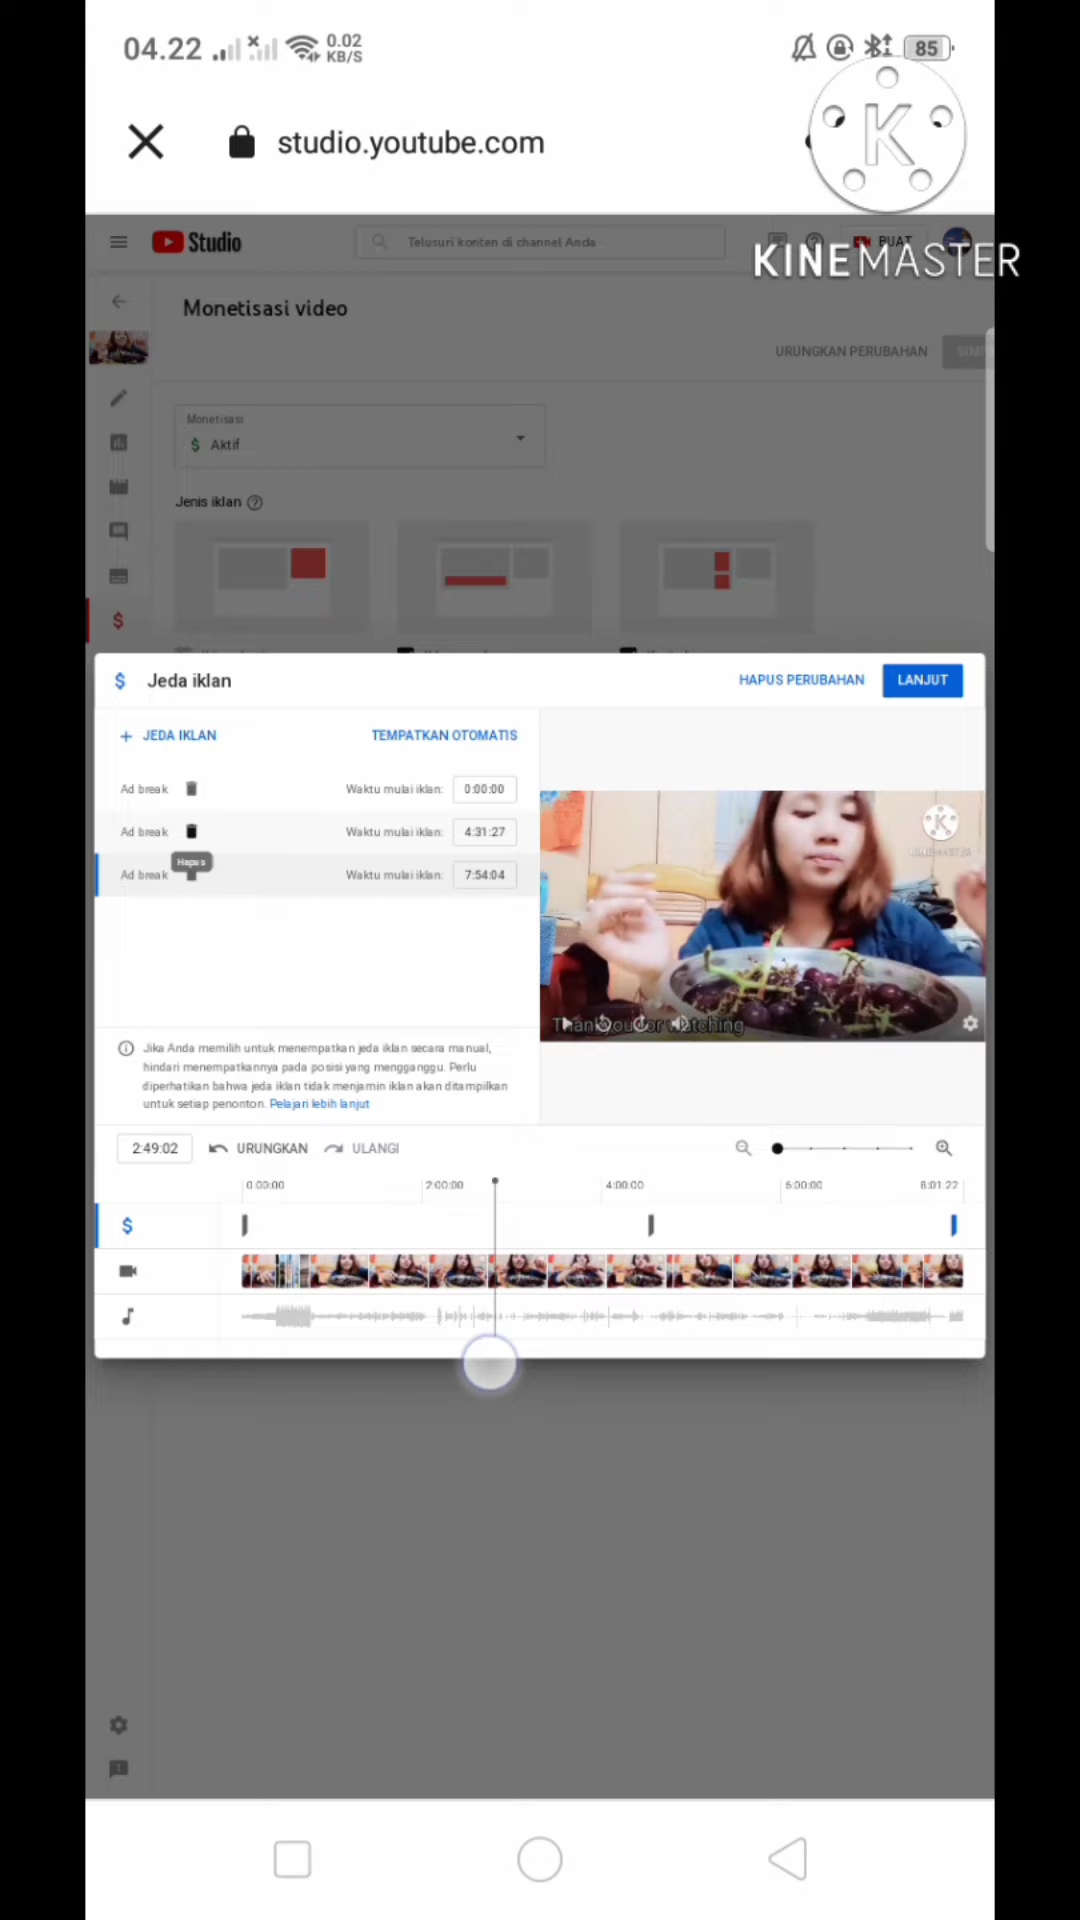 04.22
0.02
KB/S
85
studio.youtube.com
K
KINEMASTER
Studio
Telusuri konten di channel Anda
BUAT
Monetisasi video
URUNGKAN PERUBAHAN
Monetisasi
$ Aktif
Jenis iklan
$ Jeda iklan
HAPUS PERUBAHAN
LANJUT
+ JEDA IKLAN
TEMPATKAN OTOMATIS
Ad break Waktu mulai iklan: 0:00:00
Ad break Waktu mulai iklan: 4:31:27
Hapus
Ad break Waktu mulai iklan: 7:54:04
Thank you for watching
Jika Anda memilih untuk menempatkan jeda iklan secara manual,
hindari menempatkannya pada posisi yang mengganggu. Perlu
diperhatikan bahwa jeda iklan tidak menjamin iklan akan ditampilkan
untuk setiap penonton. Pelajari lebih lanjut
2:49:02 URUNGKAN ULANGI
0:00:00 2:00:00 4:00:00 6:00:00 8:01:22